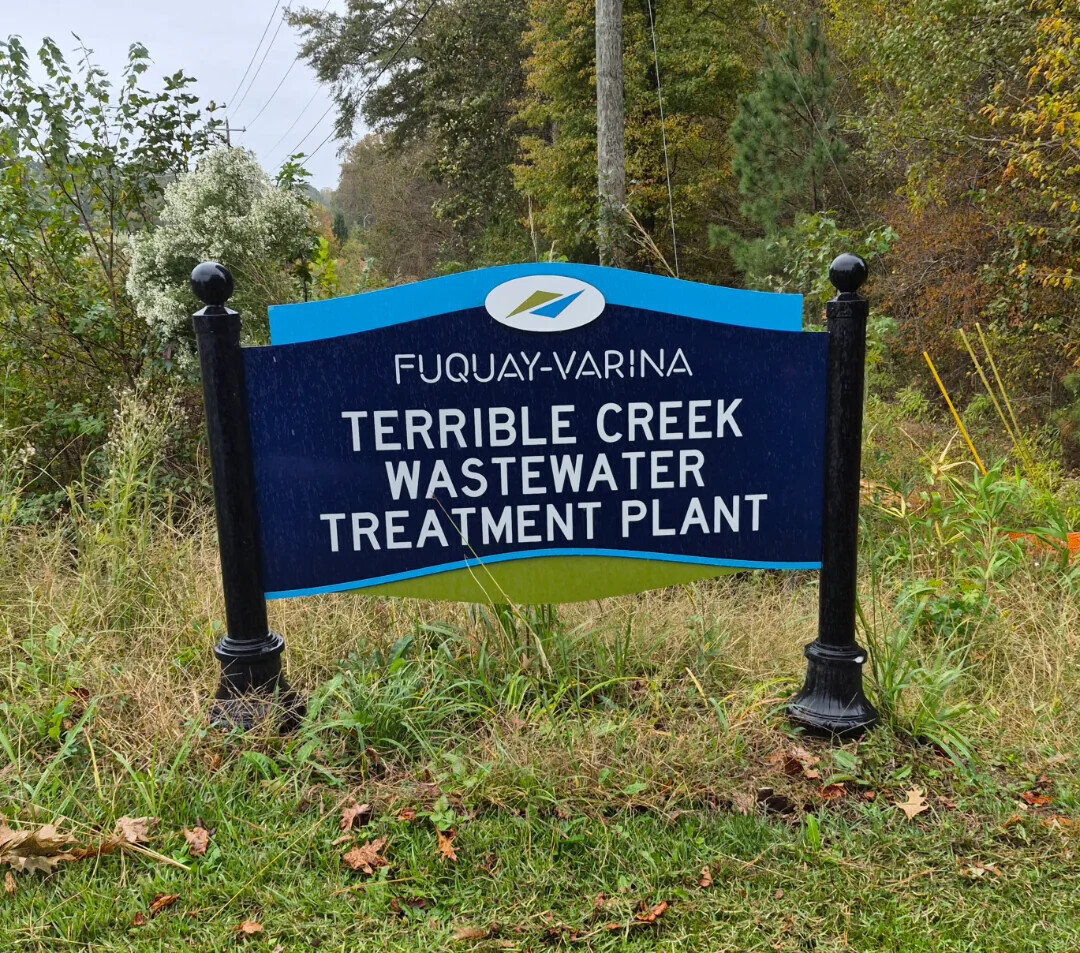 FUQUAY-VARINA
TERRIBLE CREEK
WASTEWATER
TREATMENT PLANT